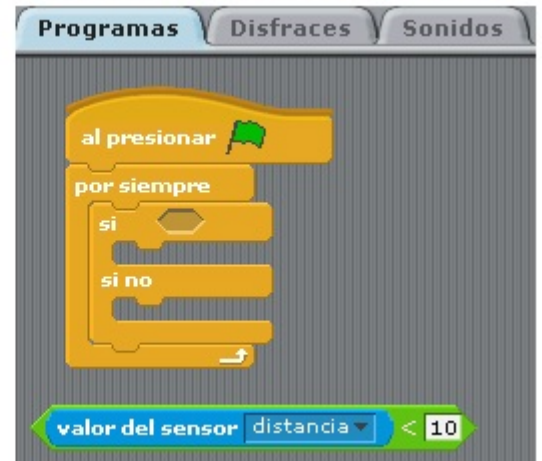 Programas Disfraces Sonidos
al presionar
por siempre
si
si no
valor del sensor distancia < 10